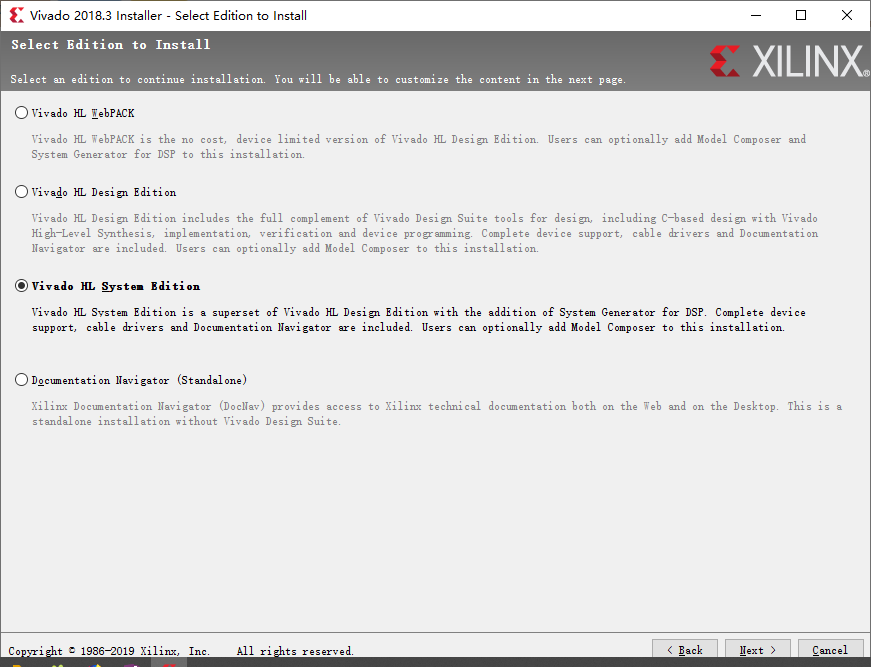 Vivado 2018.3 Installer - Select Edition to Install
Select Edition to Install
Select an edition to continue installation. You will be able to customize the content in the next page.
XILINX®
Vivado HL WebPACK
Vivado HL WebPACK is the no cost, device limited version of Vivado HL Design Edition. Users can optionally add Model Composer and
System Generator for DSP to this installation.
Vivado HL Design Edition
Vivado HL Design Edition includes the full complement of Vivado Design Suite tools for design, including C-based design with Vivado
High-Level Synthesis, implementation, verification and device programming. Complete device support, cable drivers and Documentation
Navigator are included. Users can optionally add Model Composer to this installation.
Vivado HL System Edition
Vivado HL System Edition is a superset of Vivado HL Design Edition with the addition of System Generator for DSP. Complete device
support, cable drivers and Documentation Navigator are included. Users can optionally add Model Composer to this installation.
Documentation Navigator (Standalone)
Xilinx Documentation Navigator (DocNav) provides access to Xilinx technical documentation both on the Web and on the Desktop. This is a
standalone installation without Vivado Design Suite.
Copyright © 1986-2019 Xilinx, Inc. All rights reserved.
< Back
Next >
Cancel